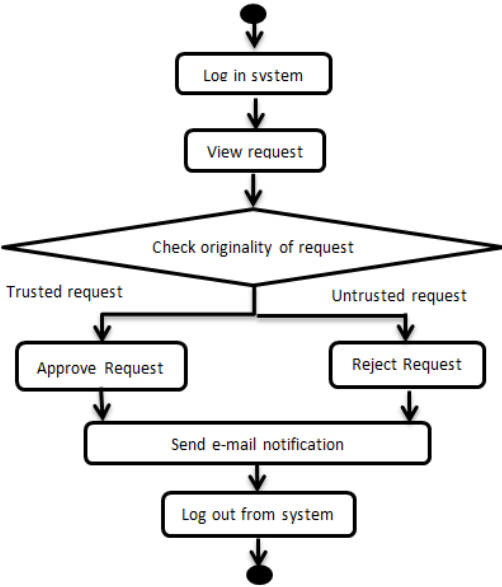 Log in system
View request
Check originality of request
Trusted request
Untrusted request
Approve Request
Reject Request
Send e-mail notification
Log out from system